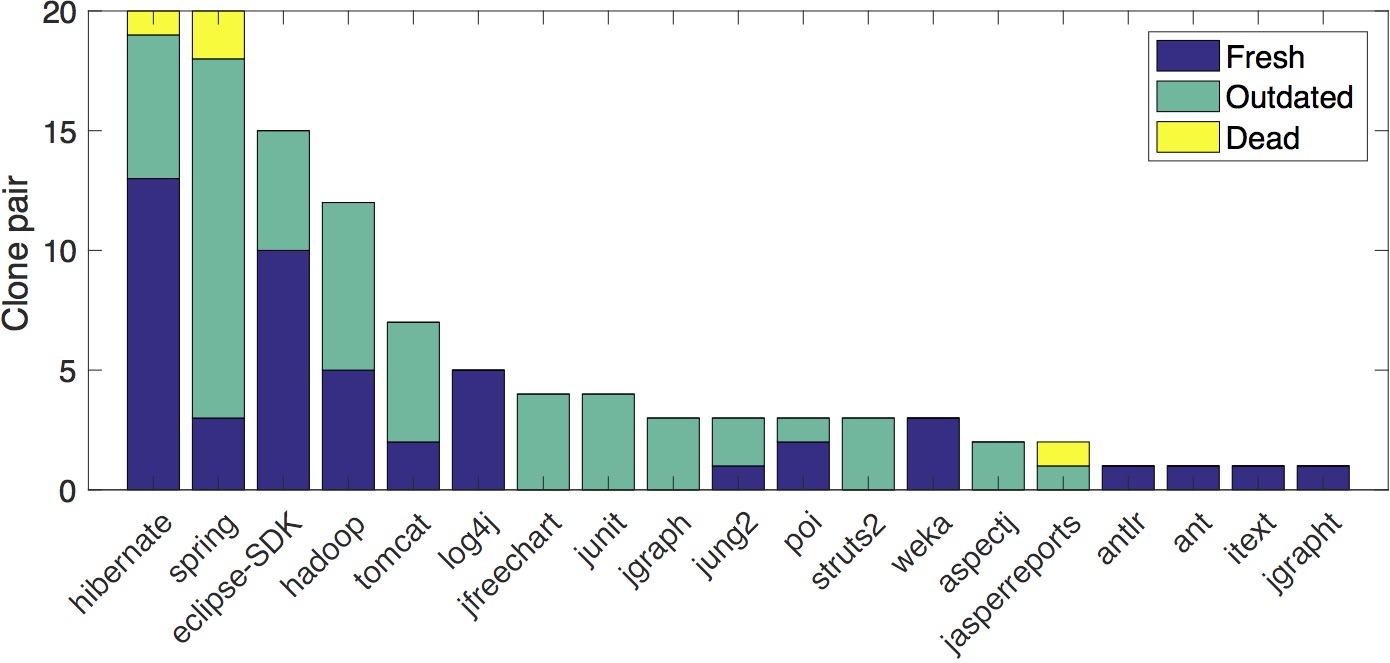 20
15
10
5
0
Clone pair
Fresh
Outdated
Dead
hibernate
spring
eclipse-SDK
hadoop
tomcat
log4j
jfreechart
junit
jgraph
jung2
poi
struts2
weka
aspectj
jasperreports
antlr
ant
itext
jgrapht